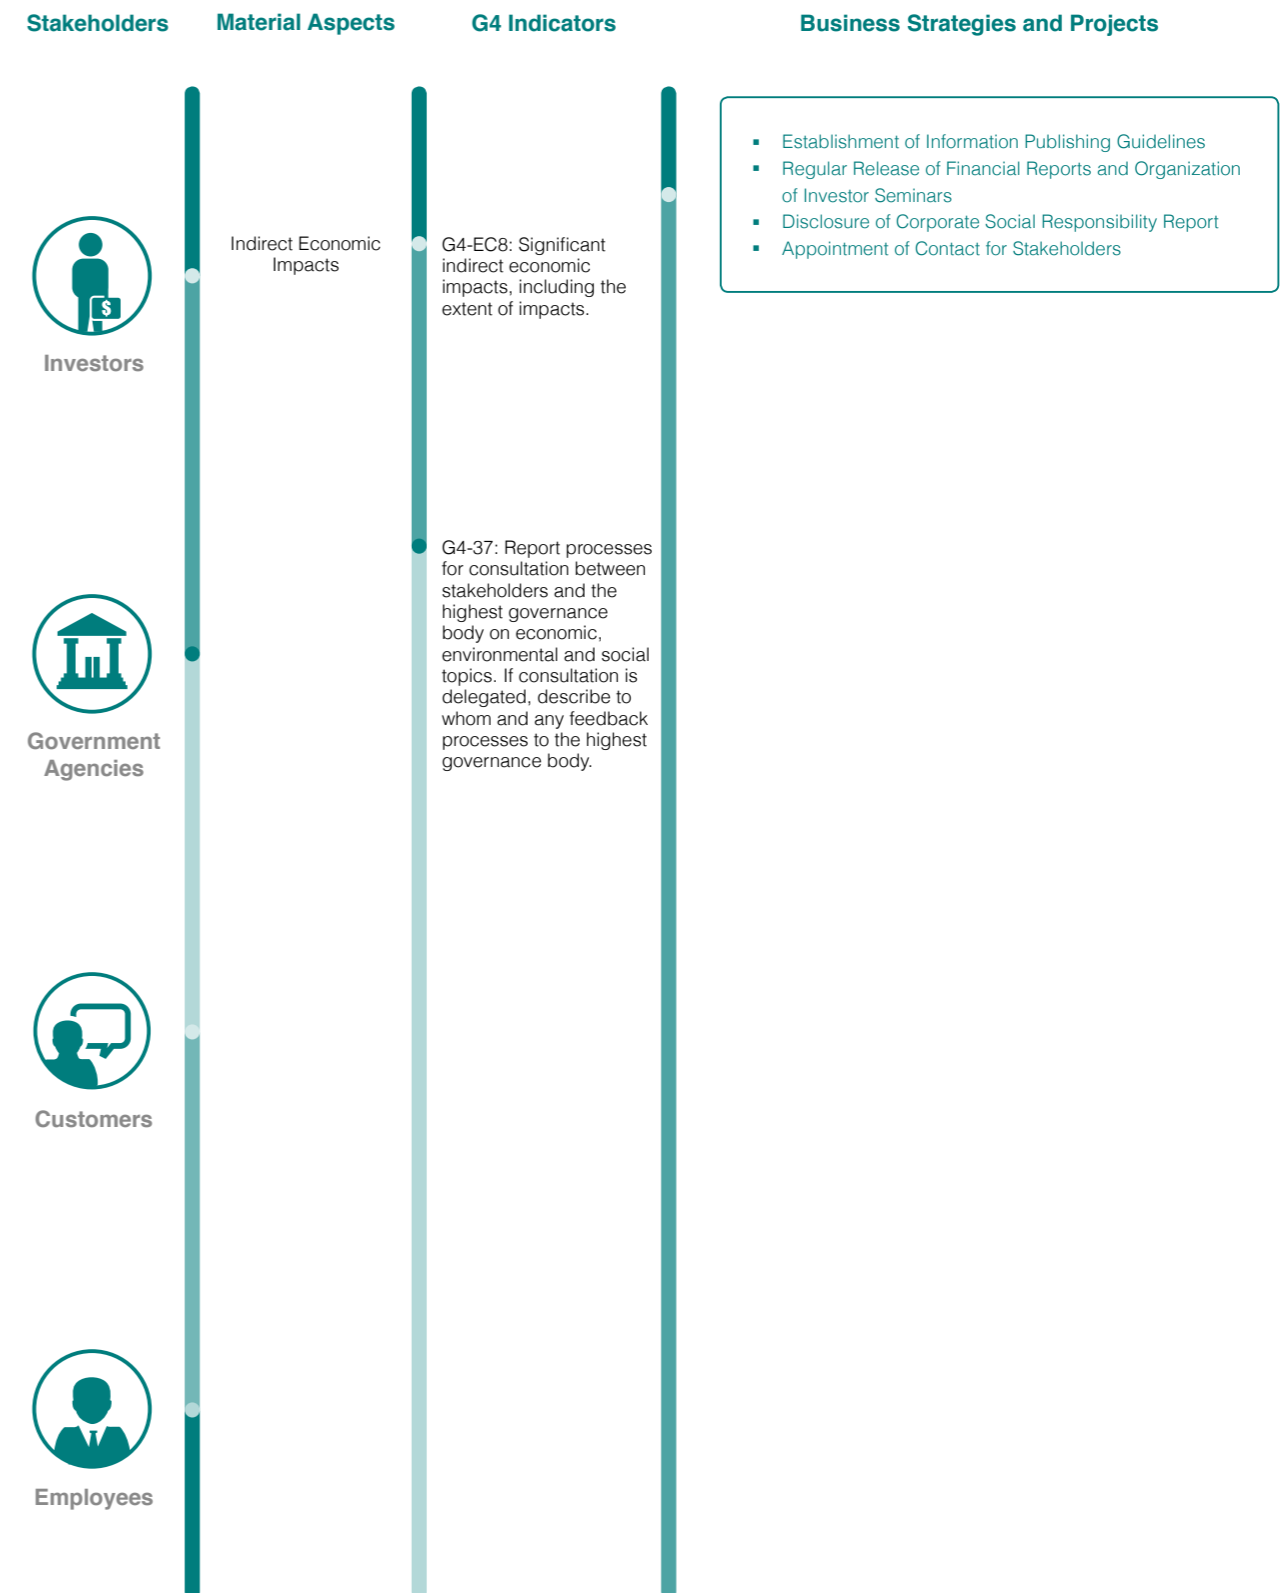 Stakeholders
Material Aspects
G4 Indicators
Business Strategies and Projects
Investors
Government
Agencies
Customers
Employees
Indirect Economic
Impacts
G4-EC8: Significant
indirect economic
impacts, including the
extent of impacts.
G4-37: Report processes
for consultation between
stakeholders and the
highest governance
body on economic,
environmental and social
topics. If consultation is
delegated, describe to
whom and any feedback
processes to the highest
governance body.
▪ Establishment of Information Publishing Guidelines
▪ Regular Release of Financial Reports and Organization
of Investor Seminars
▪ Disclosure of Corporate Social Responsibility Report
▪ Appointment of Contact for Stakeholders
$